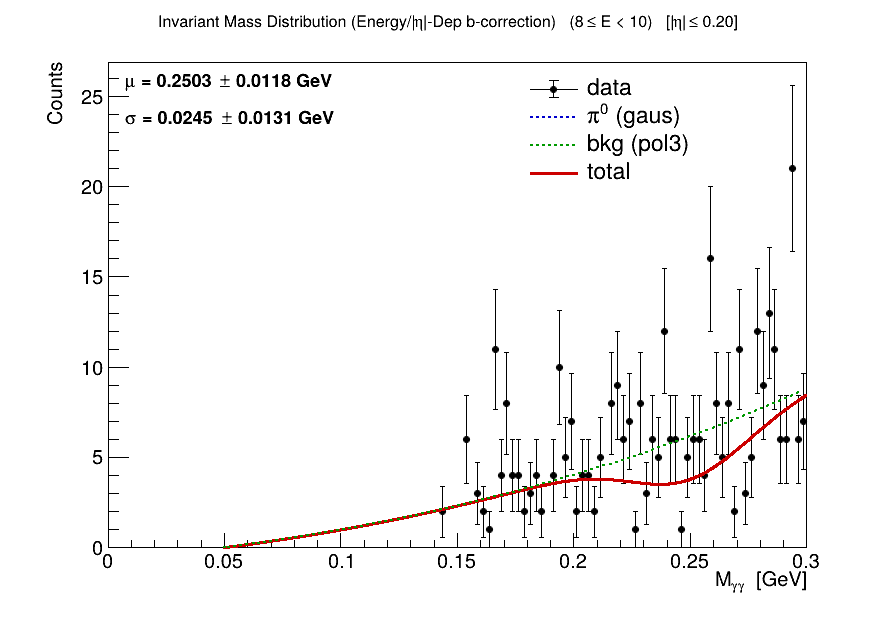 Invariant Mass Distribution (Energy/|η|-Dep b-correction) (8 ≤ E < 10) [|η| ≤ 0.20]
Counts
μ = 0.2503 ± 0.0118 GeV
σ = 0.0245 ± 0.0131 GeV
data
π⁰ (gaus)
bkg (pol3)
total
25
20
15
10
5
0
0 0.05 0.1 0.15 0.2 0.25 0.3
M_γγ [GeV]